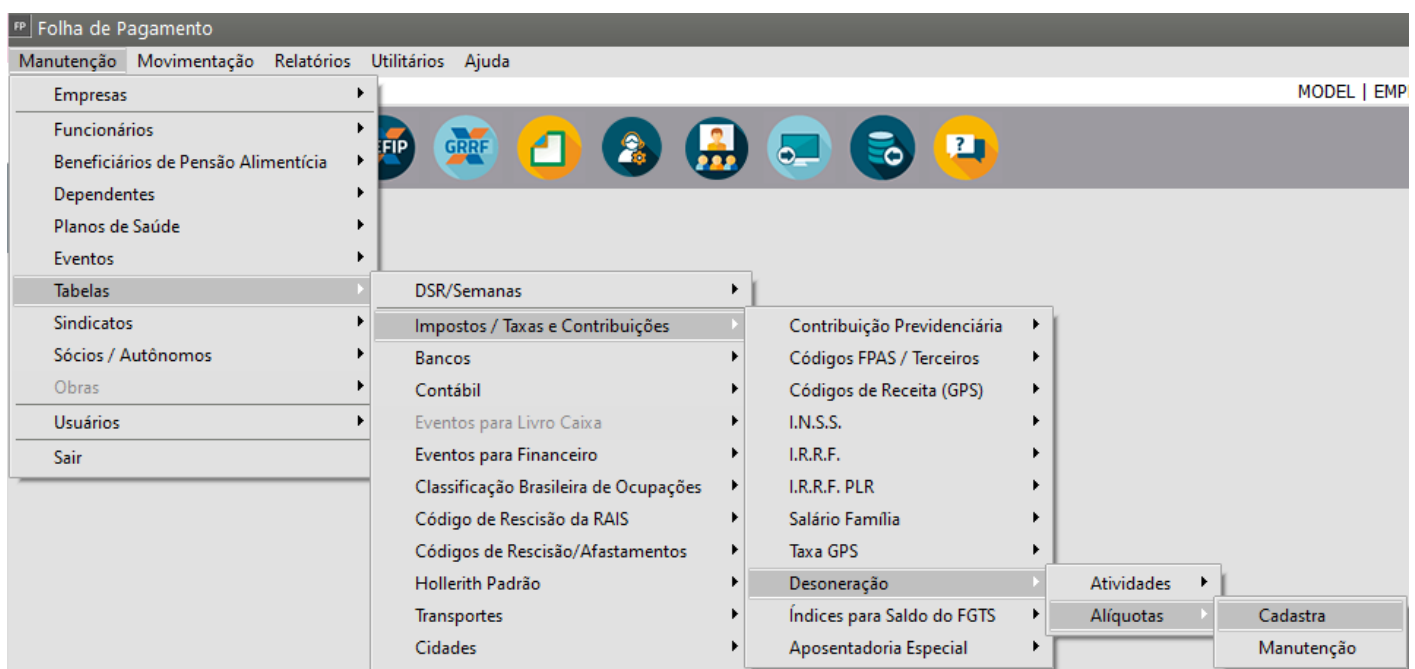 FP Folha de Pagamento
Manutenção Movimentação Relatórios Utilitários Ajuda
MODEL | EMP
Empresas
Funcionários
Beneficiários de Pensão Alimentícia
Dependentes
Planos de Saúde
Eventos
Tabelas
Sindicatos
Sócios / Autônomos
Obras
Usuários
Sair
FIP
GRRF
?
DSR/Semanas
Impostos / Taxas e Contribuições
Bancos
Contábil
Eventos para Livro Caixa
Eventos para Financeiro
Classificação Brasileira de Ocupações
Código de Rescisão da RAIS
Códigos de Rescisão/Afastamentos
Hollerith Padrão
Transportes
Cidades
Contribuição Previdenciária
Códigos FPAS / Terceiros
Códigos de Receita (GPS)
I.N.S.S.
I.R.R.F.
I.R.R.F. PLR
Salário Família
Taxa GPS
Desoneração
Índices para Saldo do FGTS
Aposentadoria Especial
Atividades
Alíquotas
Cadastra
Manutenção